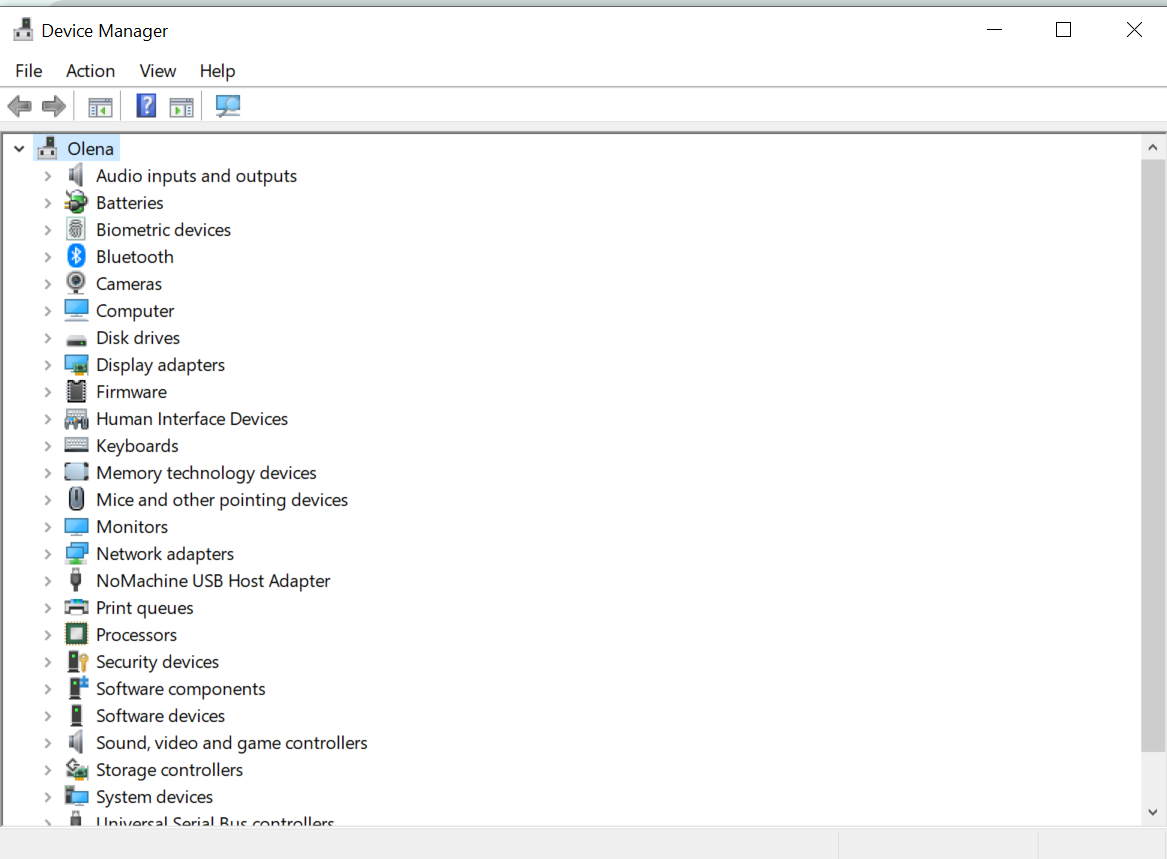 Device Manager
File Action View Help
Olena
Audio inputs and outputs
Batteries
Biometric devices
Bluetooth
Cameras
Computer
Disk drives
Display adapters
Firmware
Human Interface Devices
Keyboards
Memory technology devices
Mice and other pointing devices
Monitors
Network adapters
NoMachine USB Host Adapter
Print queues
Processors
Security devices
Software components
Software devices
Sound, video and game controllers
Storage controllers
System devices
Universal Serial Bus controllers